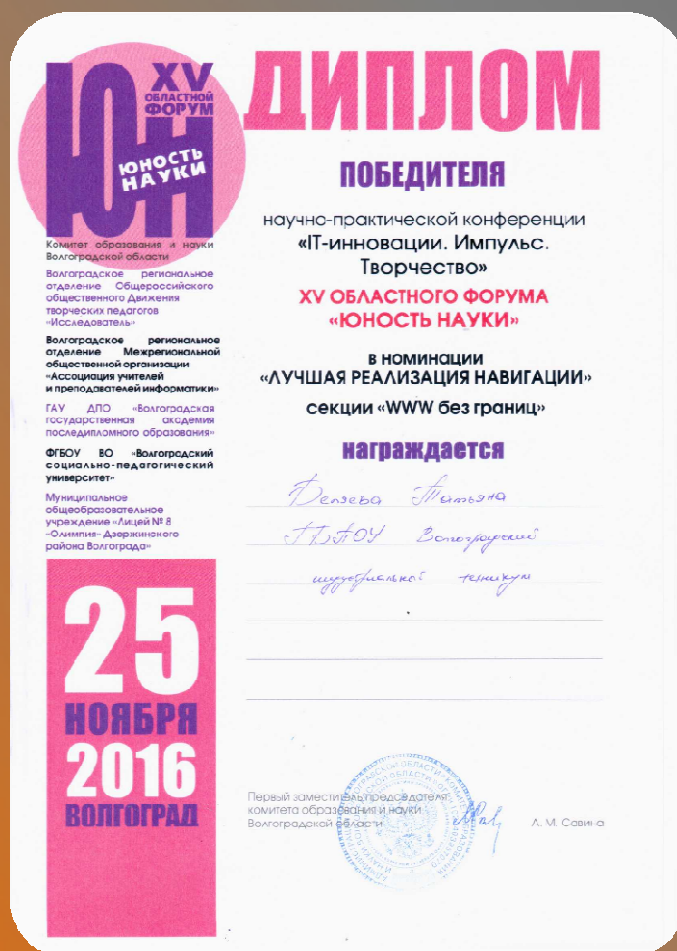 XV
ОБЛАСТНОЙ
ФОРУМ
ЮН
ЮНОСТЬ
НАУКИ
Комитет образования и науки
Волгоградской области
Волгоградское региональное
отделение Общероссийского
общественного Движения
творческих педагогов
«Исследователь»
Волгоградское региональное
отделение Межрегиональной
общественной организации
«Ассоциация учителей
и преподавателей информатики»
ГАУ ДПО «Волгоградская
государственная академия
последипломного образования»
ФГБОУ ВО «Волгоградский
социально-педагогический
университет»
Муниципальное
общеобразовательное
учреждение «Лицей № 8
«Олимпия» Дзержинского
района Волгограда»
25
НОЯБРЯ
2016
ВОЛГОГРАД
ДИПЛОМ
ПОБЕДИТЕЛЯ
научно-практической конференции
«IT-инновации. Импульс.
Творчество»
XV ОБЛАСТНОГО ФОРУМА
«ЮНОСТЬ НАУКИ»
в номинации
«ЛУЧШАЯ РЕАЛИЗАЦИЯ НАВИГАЦИИ»
секции «WWW без границ»
награждается
Татьяна
ГБПОУ Волгоградский
индустриальный техникум
Первый заместитель председателя
комитета образования и науки
Волгоградской области
Л. М. Савина